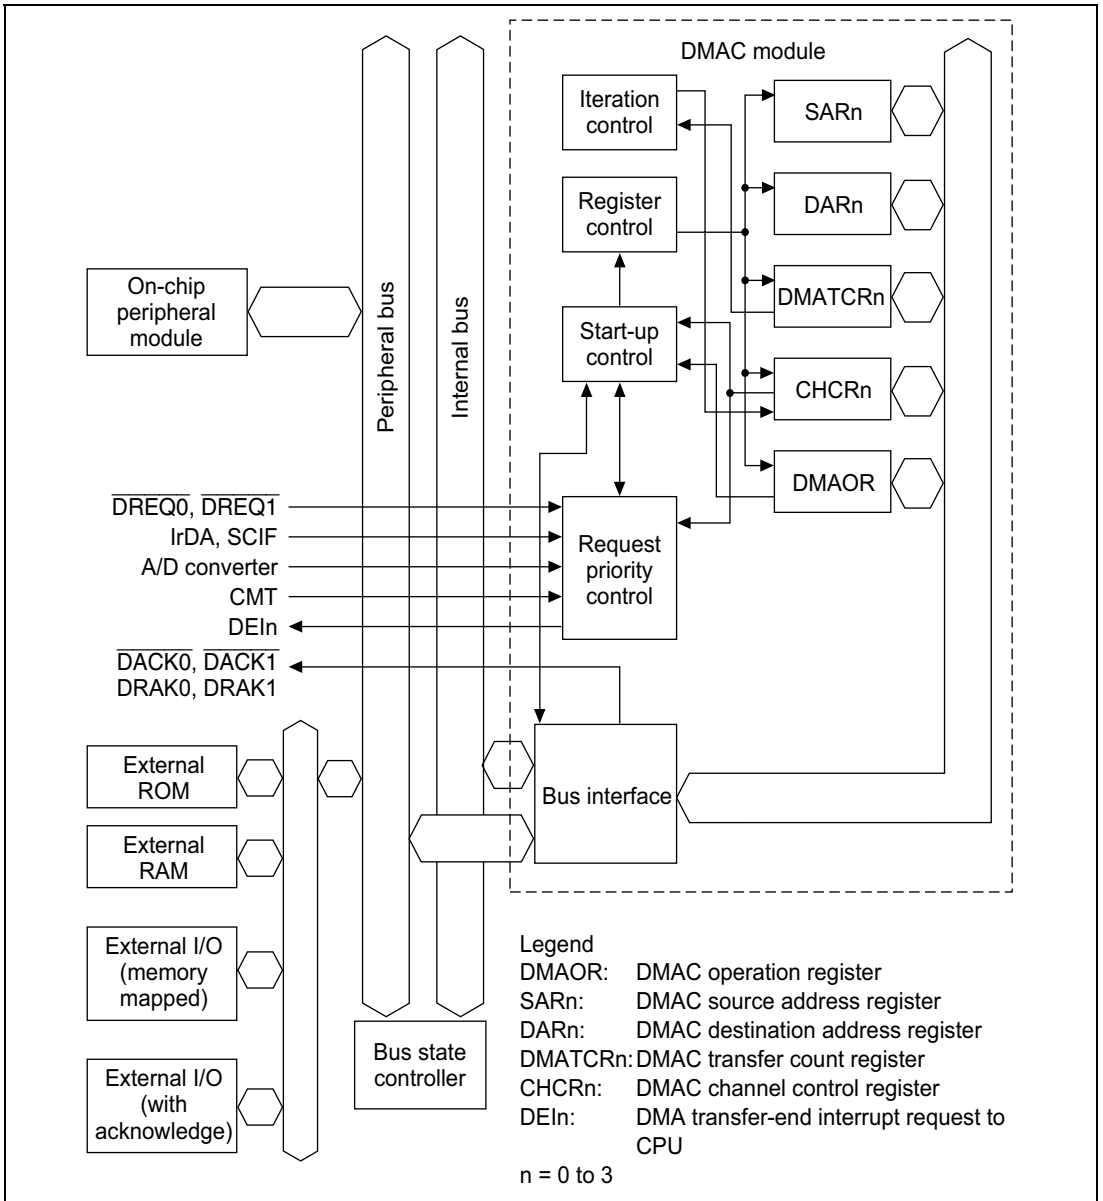 DMAC module
Iteration
control
SARn
Register
control
DARn
On-chip
peripheral
module
Peripheral bus
Internal bus
Start-up
control
DMATCRn
CHCRn
DMAOR
DREQ0, DREQ1
IrDA, SCIF
A/D converter
CMT
DEIn
DACK0, DACK1
DRAK0, DRAK1
Request
priority
control
External
ROM
Bus interface
External
RAM
External I/O
(memory
mapped)
External I/O
(with
acknowledge)
Bus state
controller
Legend
DMAOR: DMAC operation register
SARn: DMAC source address register
DARn: DMAC destination address register
DMATCRn: DMAC transfer count register
CHCRn: DMAC channel control register
DEIn: DMA transfer-end interrupt request to
CPU
n = 0 to 3